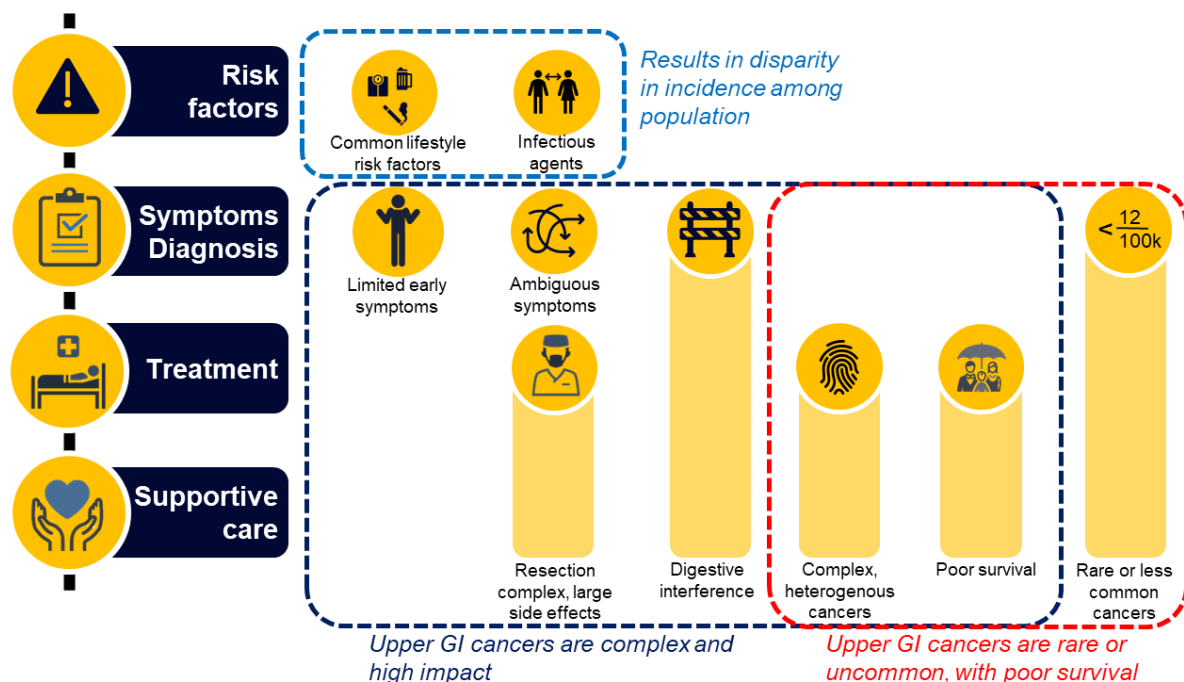 Risk
factors
Common lifestyle
risk factors
Infectious
agents
Results in disparity
in incidence among
population
Symptoms
Diagnosis
Limited early
symptoms
Ambiguous
symptoms
< 12
100k
Treatment
Supportive
care
Resection
complex, large
side effects
Digestive
interference
Complex,
heterogenous
cancers
Poor survival
Rare or less
common
cancers
Upper GI cancers are complex and
high impact
Upper GI cancers are rare or
uncommon, with poor survival